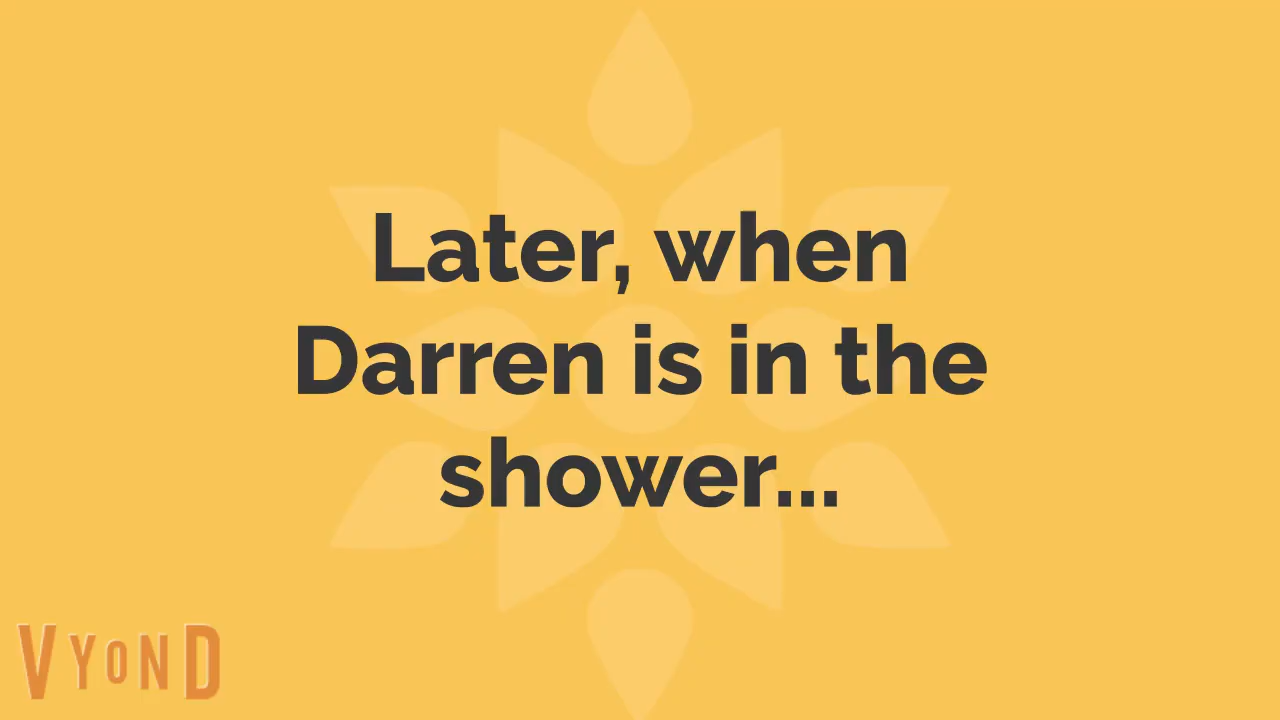 Later, when
Darren is in the
shower...
VYOND